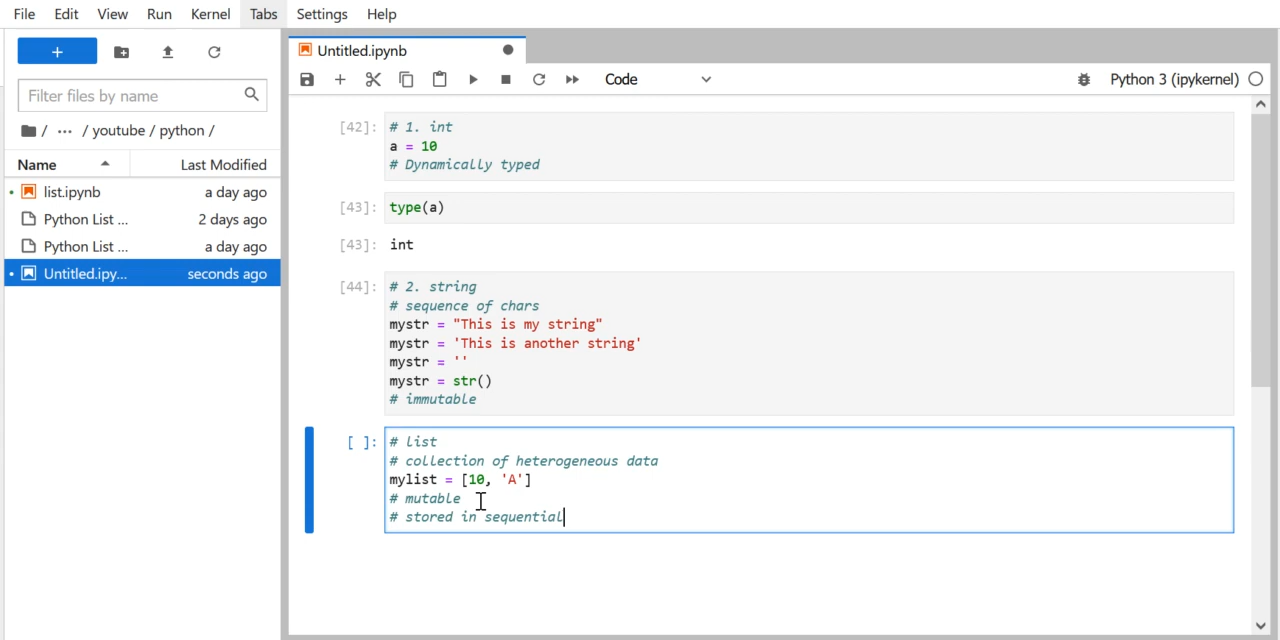 File Edit View Run Kernel Tabs Settings Help
+
Filter files by name
/ ··· / youtube / python /
Name Last Modified
list.ipynb a day ago
Python List ... 2 days ago
Python List ... a day ago
Untitled.ipy... seconds ago
Untitled.ipynb
Code
Python 3 (ipykernel)
[42]: # 1. int
a = 10
# Dynamically typed
[43]: type(a)
[43]: int
[44]: # 2. string
# sequence of chars
mystr = "This is my string"
mystr = 'This is another string'
mystr = ''
mystr = str()
# immutable
[ ]: # list
# collection of heterogeneous data
mylist = [10, 'A']
# mutable
# stored in sequential